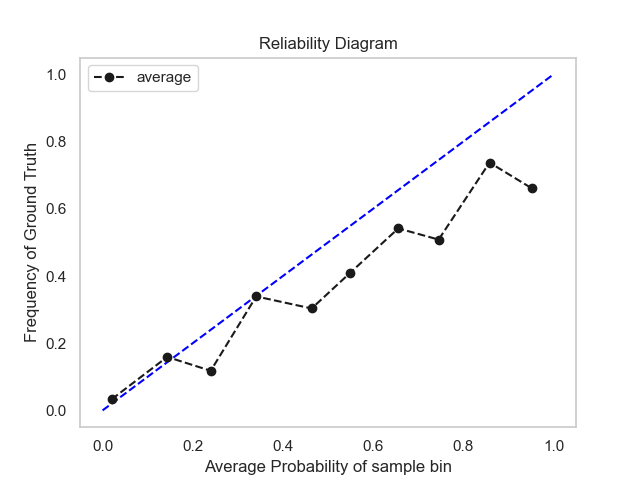 Reliability Diagram
average
Frequency of Ground Truth
1.0
0.8
0.6
0.4
0.2
0.0
0.0 0.2 0.4 0.6 0.8 1.0
Average Probability of sample bin